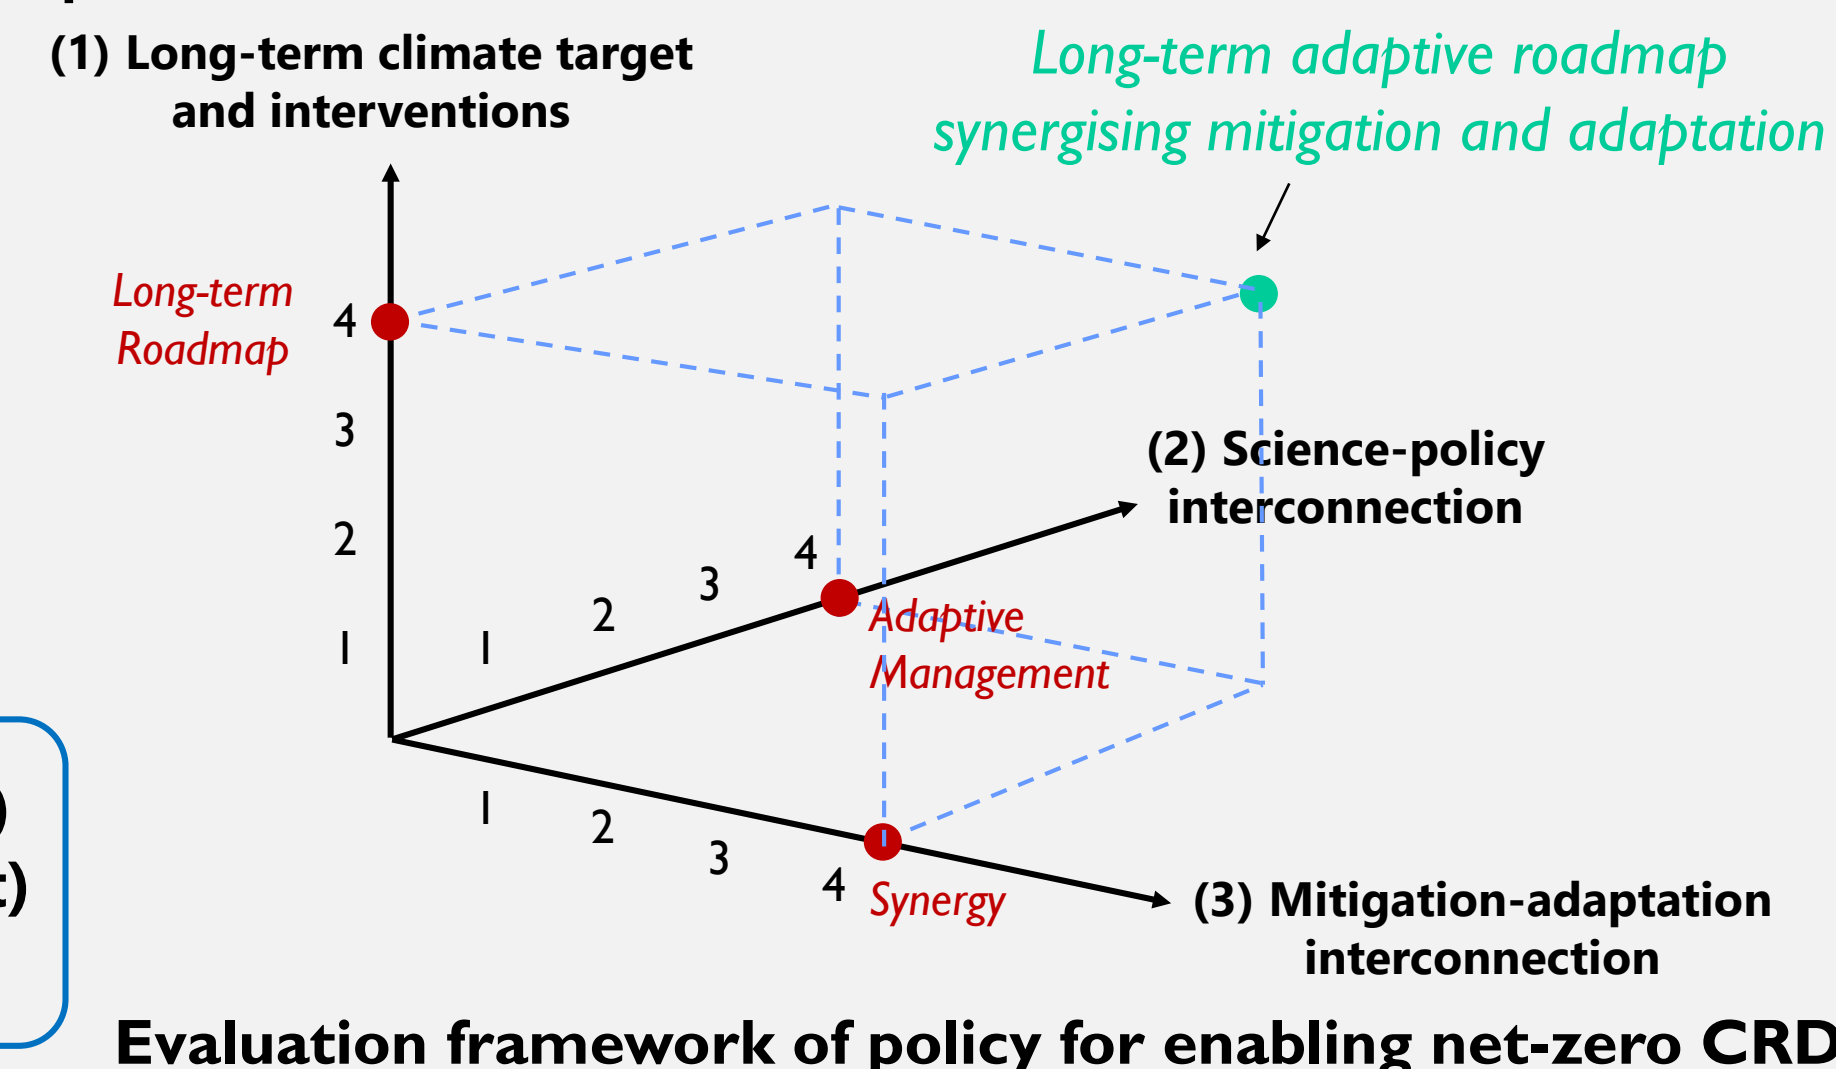 (1) Long-term climate target
and interventions
Long-term adaptive roadmap
synergising mitigation and adaptation
Long-term
Roadmap
4
3
2
1
1
2
3
4
(2) Science-policy
interconnection
Adaptive
Management
1
2
3
4
Synergy
(3) Mitigation-adaptation
interconnection
)
t)
Evaluation framework of policy for enabling net-zero CRD